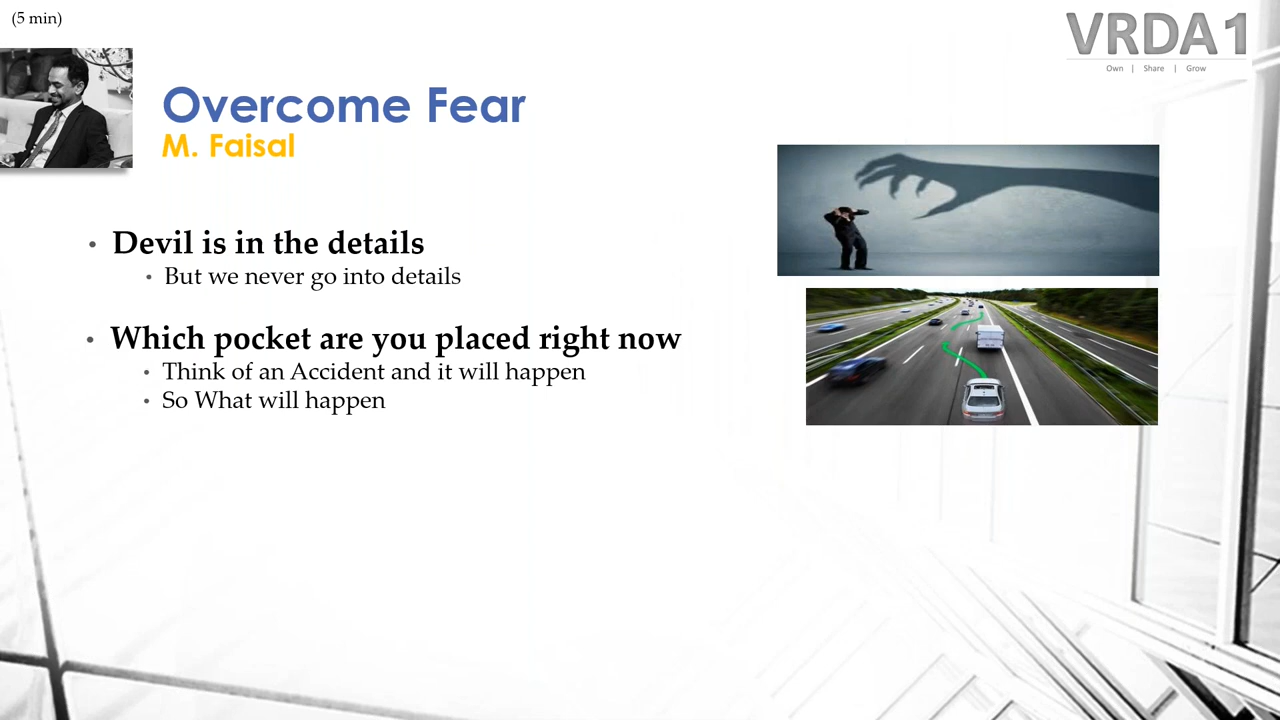 (5 min)
VRDA1
Own | Share | Grow
Overcome Fear
M. Faisal
• Devil is in the details
• But we never go into details
• Which pocket are you placed right now
• Think of an Accident and it will happen
• So What will happen